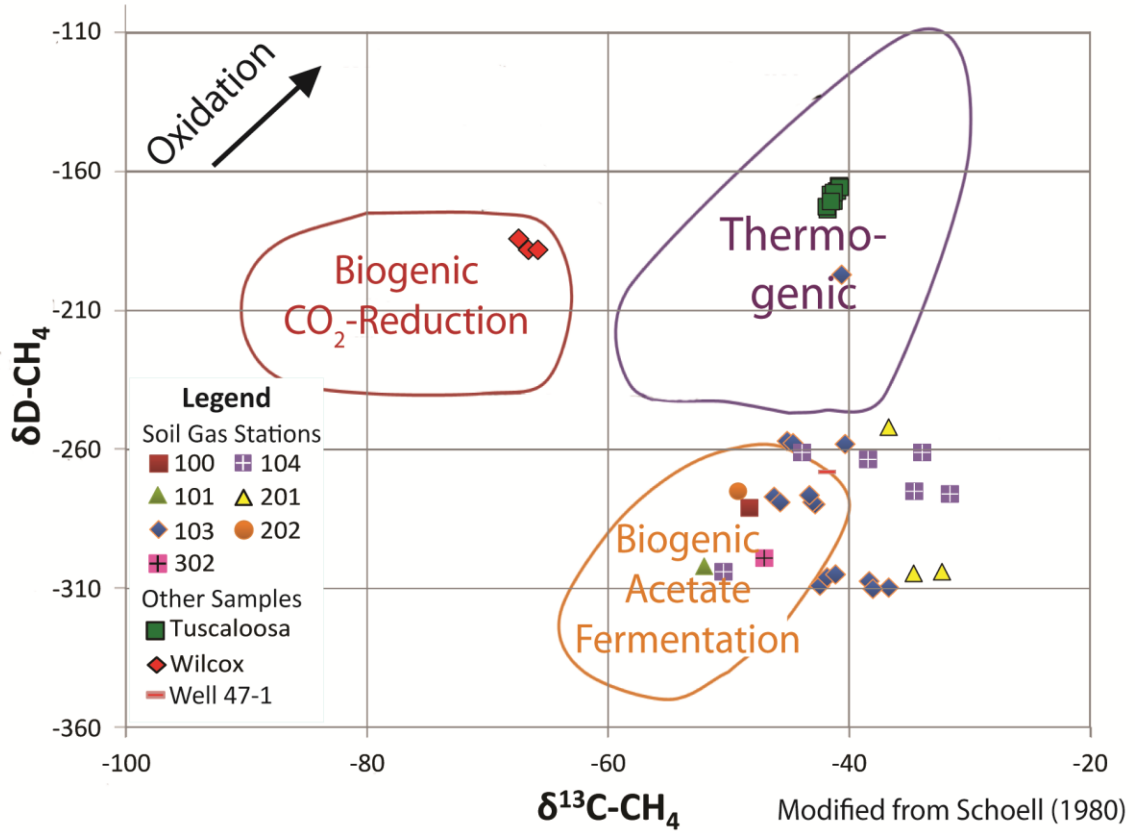 -110
-160
-210
-260
-310
-360
δD-CH₄
Oxidation
Biogenic
CO₂-Reduction
Thermo-
genic
Biogenic
Acetate
Fermentation
Legend
Soil Gas Stations
100 104
101 201
103 202
302
Other Samples
Tuscaloosa
Wilcox
Well 47-1
-100 -80 -60 -40 -20
δ¹³C-CH₄
Modified from Schoell (1980)